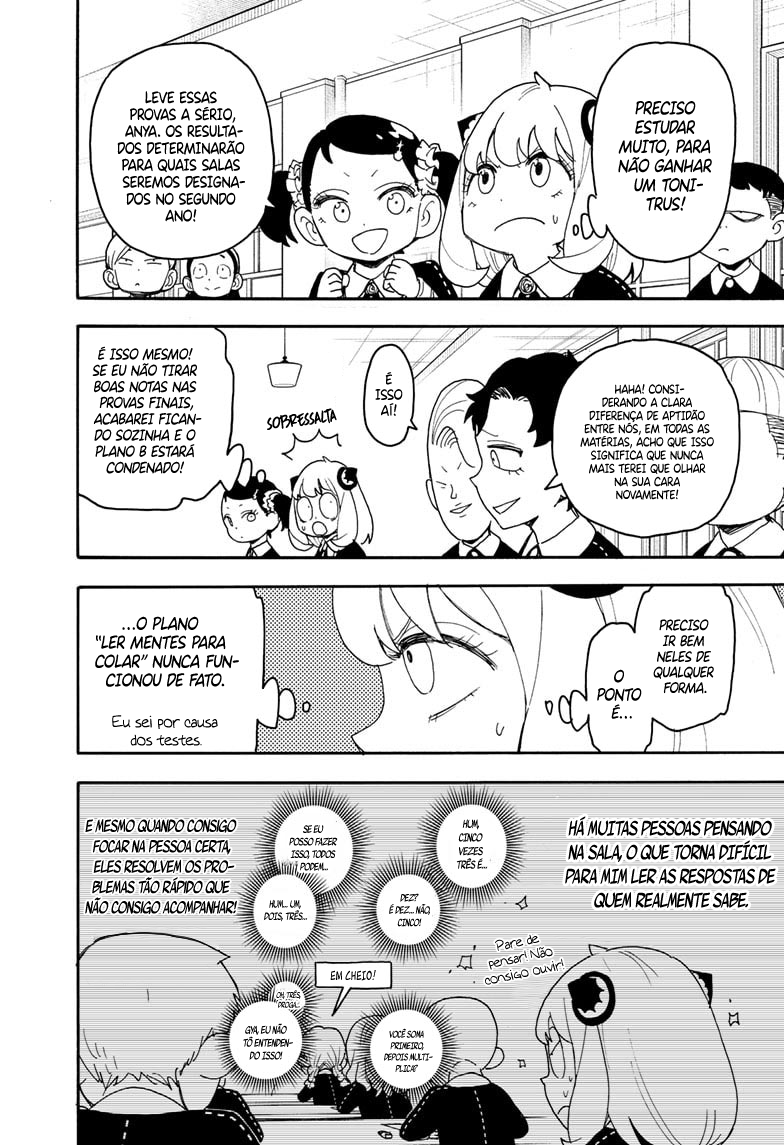 PRECISO
ESTUDAR
MUITO, PARA
NÃO GANHAR
UM TONI-
TRUS!
LEVE ESSAS
PROVAS A SÉRIO,
ANYA. OS RESULTA-
DOS DETERMINARÃO
PARA QUAIS SALAS
SEREMOS DESIGNA-
DOS NO SEGUNDO
ANO!
HAHA! CONSI-
DERANDO A CLARA
DIFERENÇA DE APTIDÃO
ENTRE NÓS, EM TODAS AS
MATÉRIAS, ACHO QUE ISSO
SIGNIFICA QUE NUNCA
MAIS TEREI QUE OLHAR
NA SUA CARA
NOVAMENTE!
É
ISSO
AÍ!
SOBRESSALTA
É ISSO MESMO!
SE EU NÃO TIRAR
BOAS NOTAS NAS
PROVAS FINAIS,
ACABAREI FICAN-
DO SOZINHA E O
PLANO B ESTARÁ
CONDENADO!
PRECISO
IR BEM
NELES DE
QUALQUER
FORMA.
O
PONTO
É...
...O PLANO
“LER MENTES PARA
COLAR” NUNCA FUN-
CIONOU DE FATO.
Eu sei por causa
dos testes.
HÁ MUITAS PESSOAS PENSANDO
NA SALA, O QUE TORNA DIFÍCIL
PARA MIM LER AS RESPOSTAS DE
QUEM REALMENTE SABE.
HUM,
CINCO
VEZES
TRÊS É...
SE EU
POSSO FAZER
ISSO, TODOS
PODEM...
DEZ?
É DEZ... NÃO,
CINCO!
HUM... UM,
DOIS, TRÊS...
E MESMO QUANDO CONSIGO
FOCAR NA PESSOA CERTA,
ELES RESOLVEM OS PRO-
BLEMAS TÃO RÁPIDO QUE
NÃO CONSIGO ACOMPANHAR!
Pare de
pensar! Não
consigo ouvir!
EM CHEIO!
OH, TRÊS,
DROGA...
VOCÊ SOMA
PRIMEIRO,
DEPOIS MULTI-
PLICA?
GYA, EU NÃO
TÔ ENTENDEN-
DO ISSO!